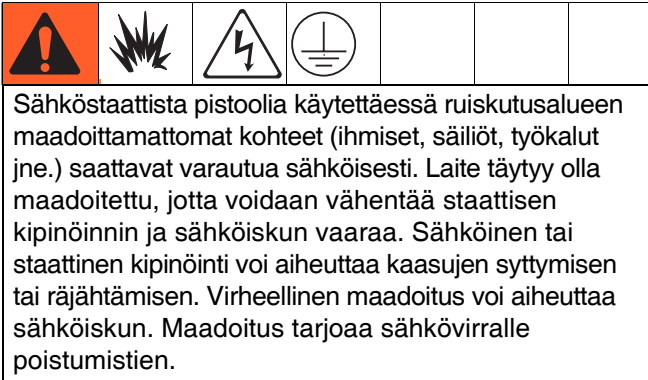 Sähköstaattista pistoolia käytettäessä ruiskutusalueen
maadoittamattomat kohteet (ihmiset, säiliöt, työkalut
jne.) saattavat varautua sähköisesti. Laite täytyy olla
maadoitettu, jotta voidaan vähentää staattisen
kipinöinnin ja sähköiskun vaaraa. Sähköinen tai
staattinen kipinöinti voi aiheuttaa kaasujen syttymisen
tai räjähtämisen. Virheellinen maadoitus voi aiheuttaa
sähköiskun. Maadoitus tarjoaa sähkövirralle
poistumistien.